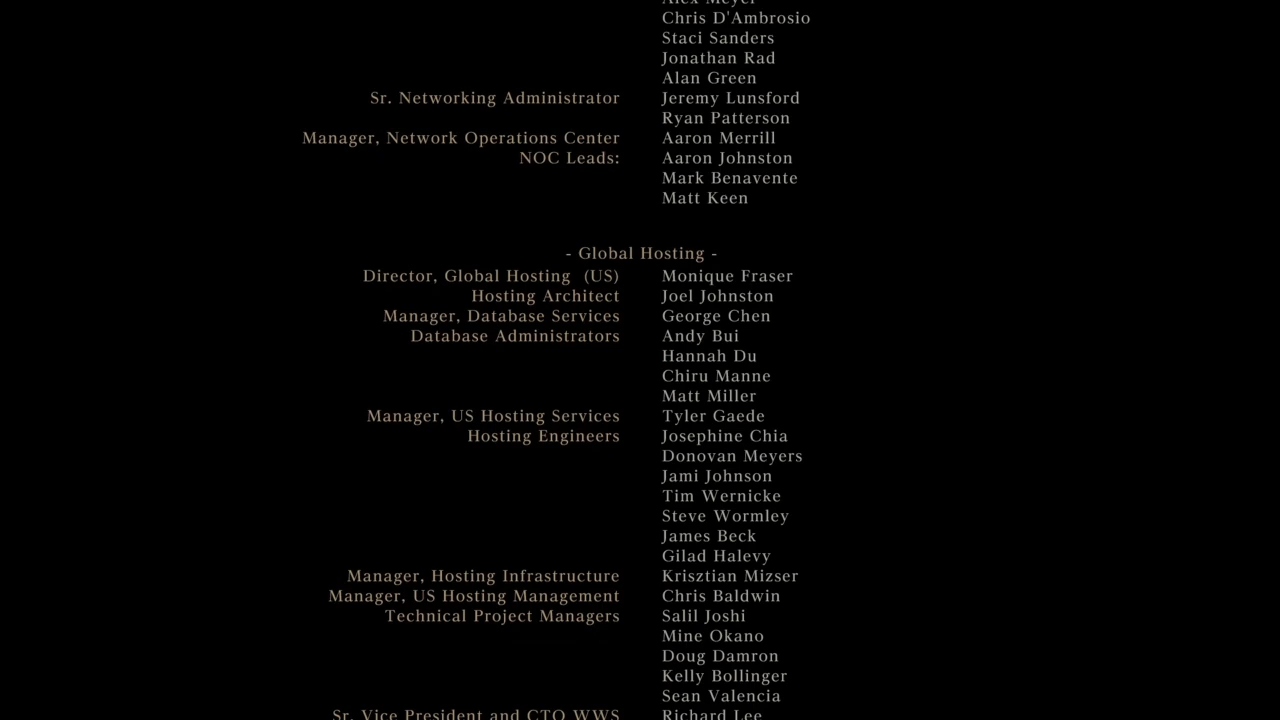 Alex Meyer
Chris D'Ambrosio
Staci Sanders
Jonathan Rad
Alan Green
Sr. Networking Administrator Jeremy Lunsford
Ryan Patterson
Manager, Network Operations Center Aaron Merrill
NOC Leads: Aaron Johnston
Mark Benavente
Matt Keen
- Global Hosting -
Director, Global Hosting (US) Monique Fraser
Hosting Architect Joel Johnston
Manager, Database Services George Chen
Database Administrators Andy Bui
Hannah Du
Chiru Manne
Matt Miller
Manager, US Hosting Services Tyler Gaede
Hosting Engineers Josephine Chia
Donovan Meyers
Jami Johnson
Tim Wernicke
Steve Wormley
James Beck
Gilad Halevy
Manager, Hosting Infrastructure Krisztian Mizser
Manager, US Hosting Management Chris Baldwin
Technical Project Managers Salil Joshi
Mine Okano
Doug Damron
Kelly Bollinger
Sean Valencia
Sr. Vice President and CTO WWS Richard Lee